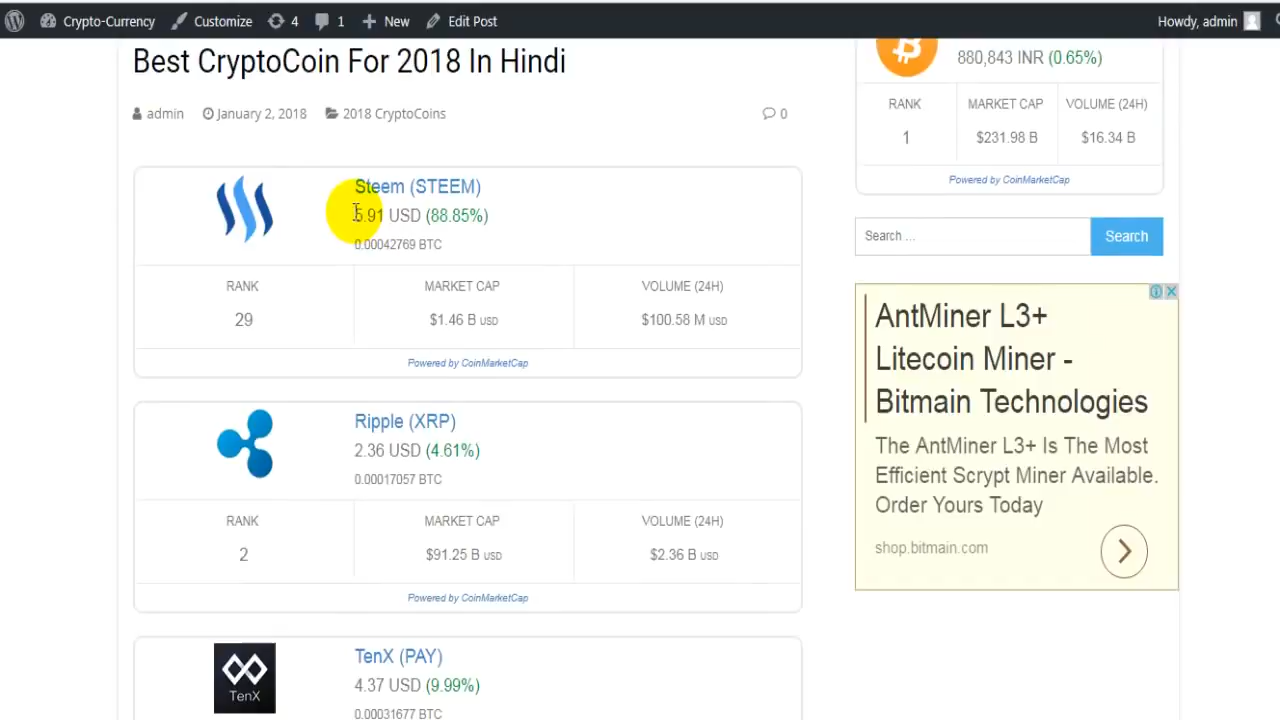 Crypto-Currency Customize 4 1 New Edit Post Howdy, admin
Best CryptoCoin For 2018 In Hindi
admin January 2, 2018 2018 CryptoCoins 0
Steem (STEEM)
5.91 USD (88.85%)
0.00042769 BTC
RANK MARKET CAP VOLUME (24H)
29 $1.46 B USD $100.58 M USD
Powered by CoinMarketCap
Ripple (XRP)
2.36 USD (4.61%)
0.00017057 BTC
RANK MARKET CAP VOLUME (24H)
2 $91.25 B USD $2.36 B USD
Powered by CoinMarketCap
TenX
TenX (PAY)
4.37 USD (9.99%)
0.00031677 BTC
880,843 INR (0.65%)
RANK MARKET CAP VOLUME (24H)
1 $231.98 B $16.34 B
Powered by CoinMarketCap
Search ... Search
AntMiner L3+
Litecoin Miner -
Bitmain Technologies
The AntMiner L3+ Is The Most
Efficient Scrypt Miner Available.
Order Yours Today
shop.bitmain.com